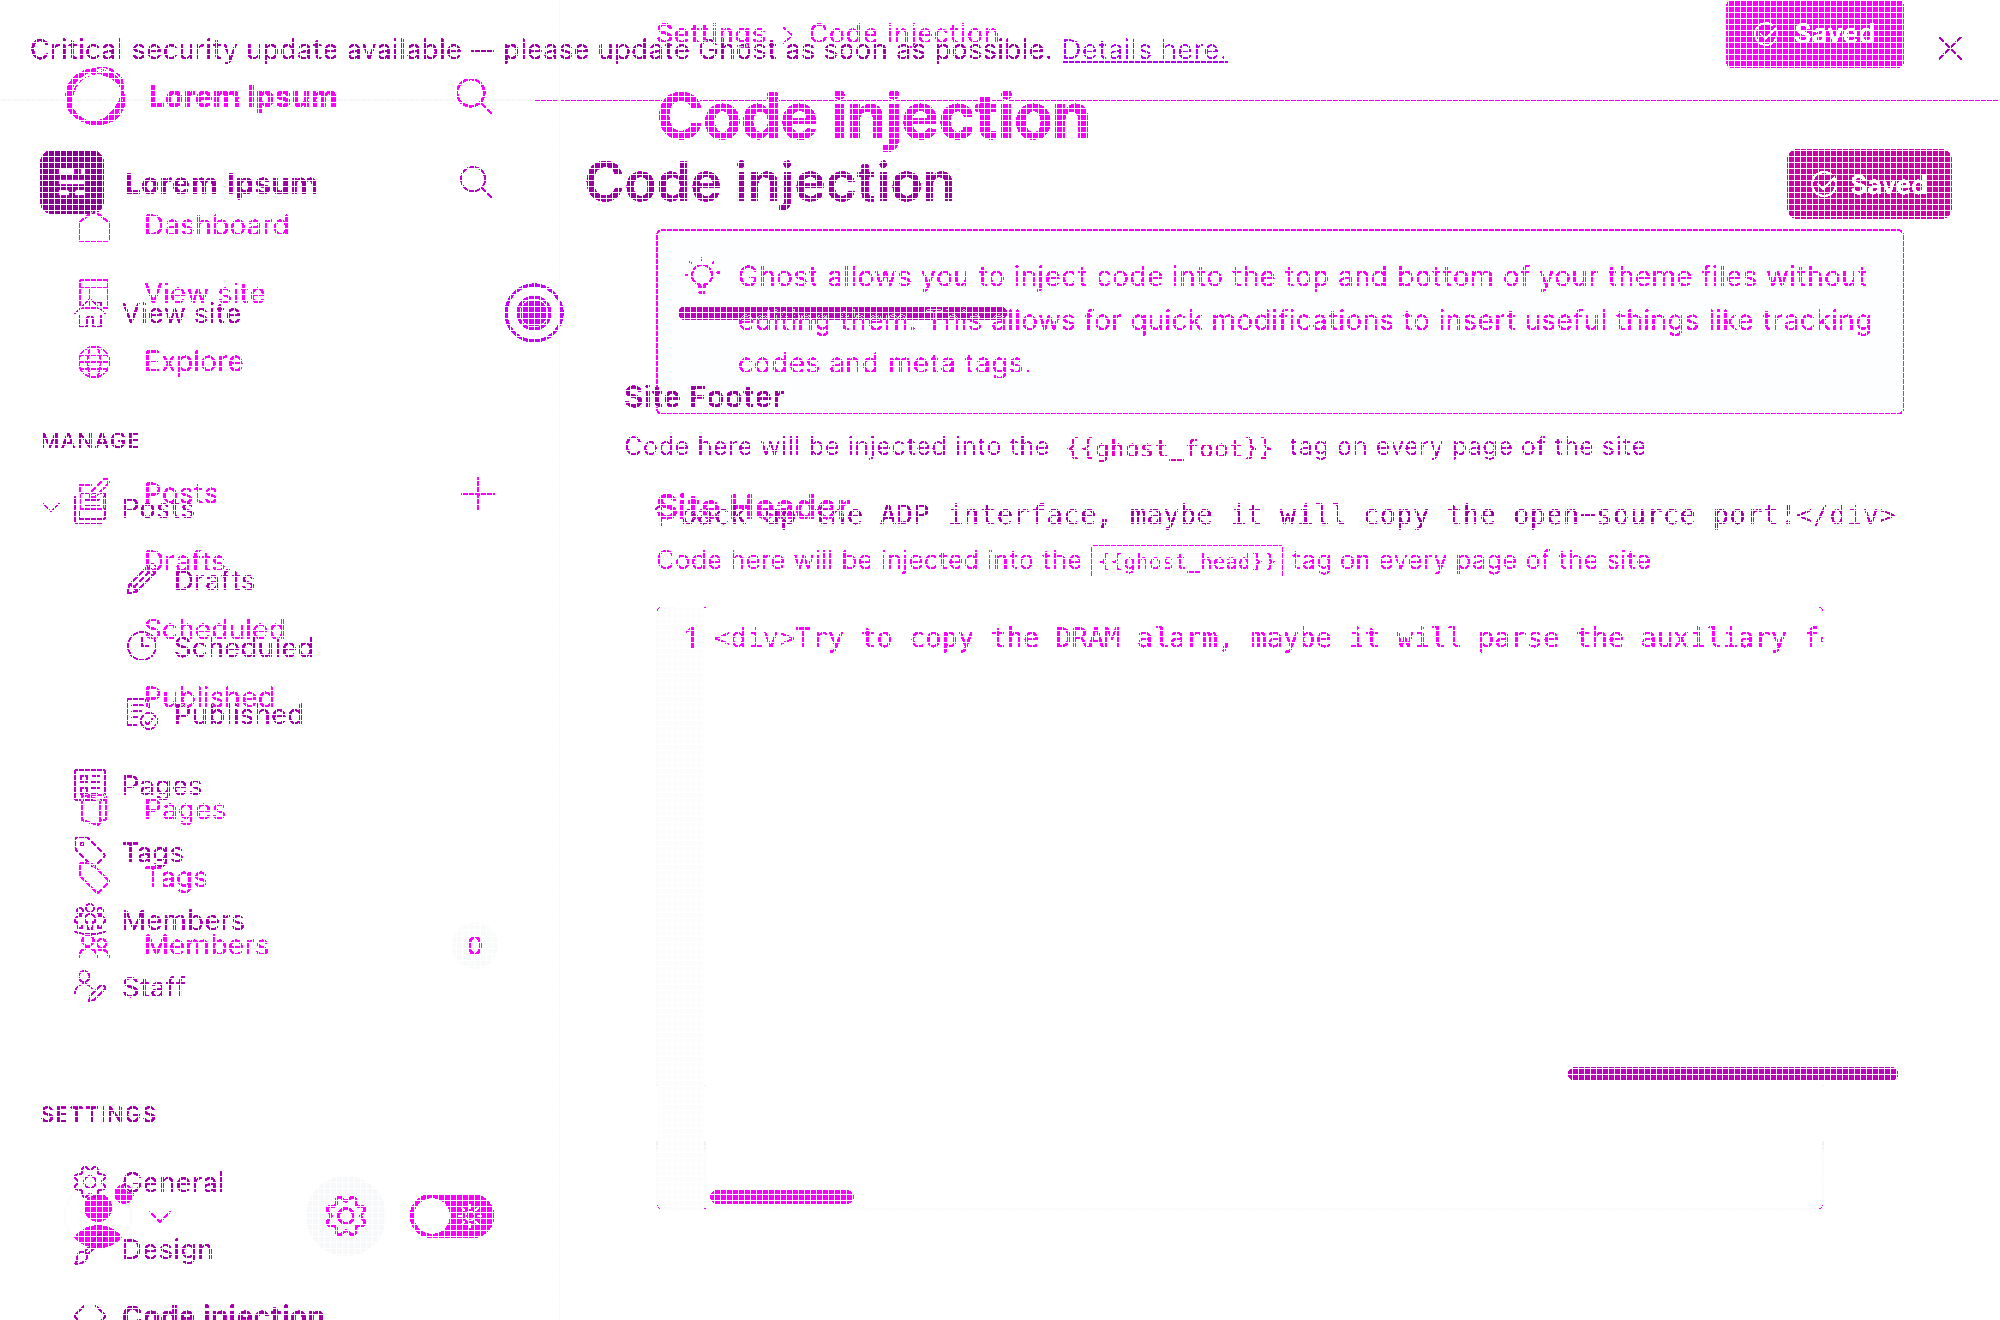 Settings › Code injection
Saved
Critical security update available — please update Ghost as soon as possible. Details here.
Lorem Ipsum
Code injection
Lorem Ipsum
Code injection
Saved
Dashboard
Ghost allows you to inject code into the top and bottom of your theme files without
View site
View site
editing them. This allows for quick modifications to insert useful things like tracking
Explore
codes and meta tags.
Site Footer
MANAGE
Code here will be injected into the {{ghost_foot}} tag on every page of the site
Posts
Posts
Site Header
the ADP interface, maybe it will copy the open-source port!</div>
Drafts
Code here will be injected into the {{ghost_head}} tag on every page of the site
Drafts
Scheduled
1 <div>Try to copy the DRAM alarm, maybe it will parse the auxiliary
Scheduled
Published
Published
Pages
Pages
Tags
Tags
Members
Members
0
Staff
SETTINGS
General
Design
Code injection